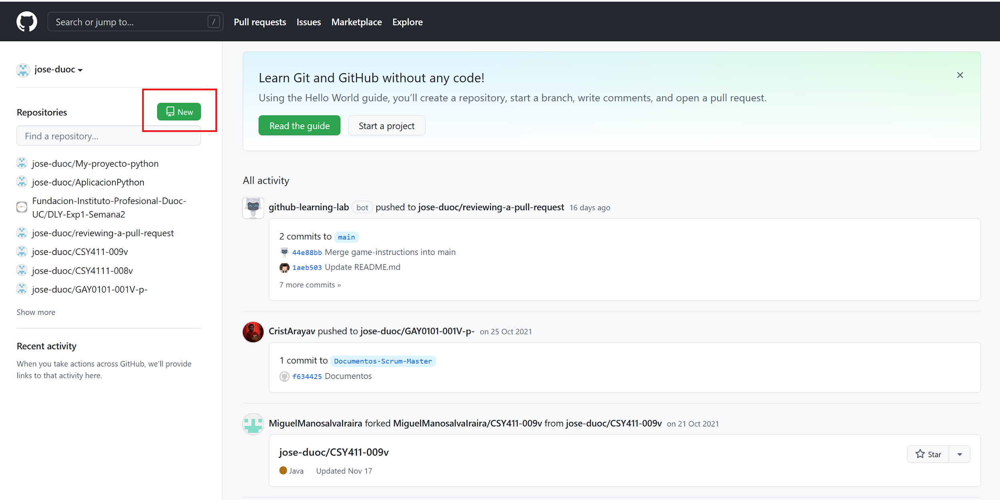 Search or jump to... /
Pull requests Issues Marketplace Explore
jose-duoc
Repositories
New
Find a repository...
jose-duoc/My-proyecto-python
jose-duoc/AplicacionPython
Fundacion-Instituto-Profesional-Duoc-
UC/DLY-Exp1-Semana2
jose-duoc/reviewing-a-pull-request
jose-duoc/CSY411-009v
jose-duoc/CSY4111-008v
jose-duoc/GAY0101-001V-p-
Show more
Recent activity
When you take actions across GitHub, we’ll provide
links to that activity here.
Learn Git and GitHub without any code!
Using the Hello World guide, you’ll create a repository, start a branch, write comments, and open a pull request.
Read the guide Start a project
All activity
github-learning-lab bot pushed to jose-duoc/reviewing-a-pull-request 16 days ago
2 commits to main
44e88bb Merge game-instructions into main
1aeb503 Update README.md
7 more commits »
CristArayav pushed to jose-duoc/GAY0101-001V-p- on 25 Oct 2021
1 commit to Documentos-Scrum-Master
f634425 Documentos
MiguelManosalvaIraira forked MiguelManosalvaIraira/CSY411-009v from jose-duoc/CSY411-009v on 21 Oct 2021
jose-duoc/CSY411-009v
Star
Java Updated Nov 17